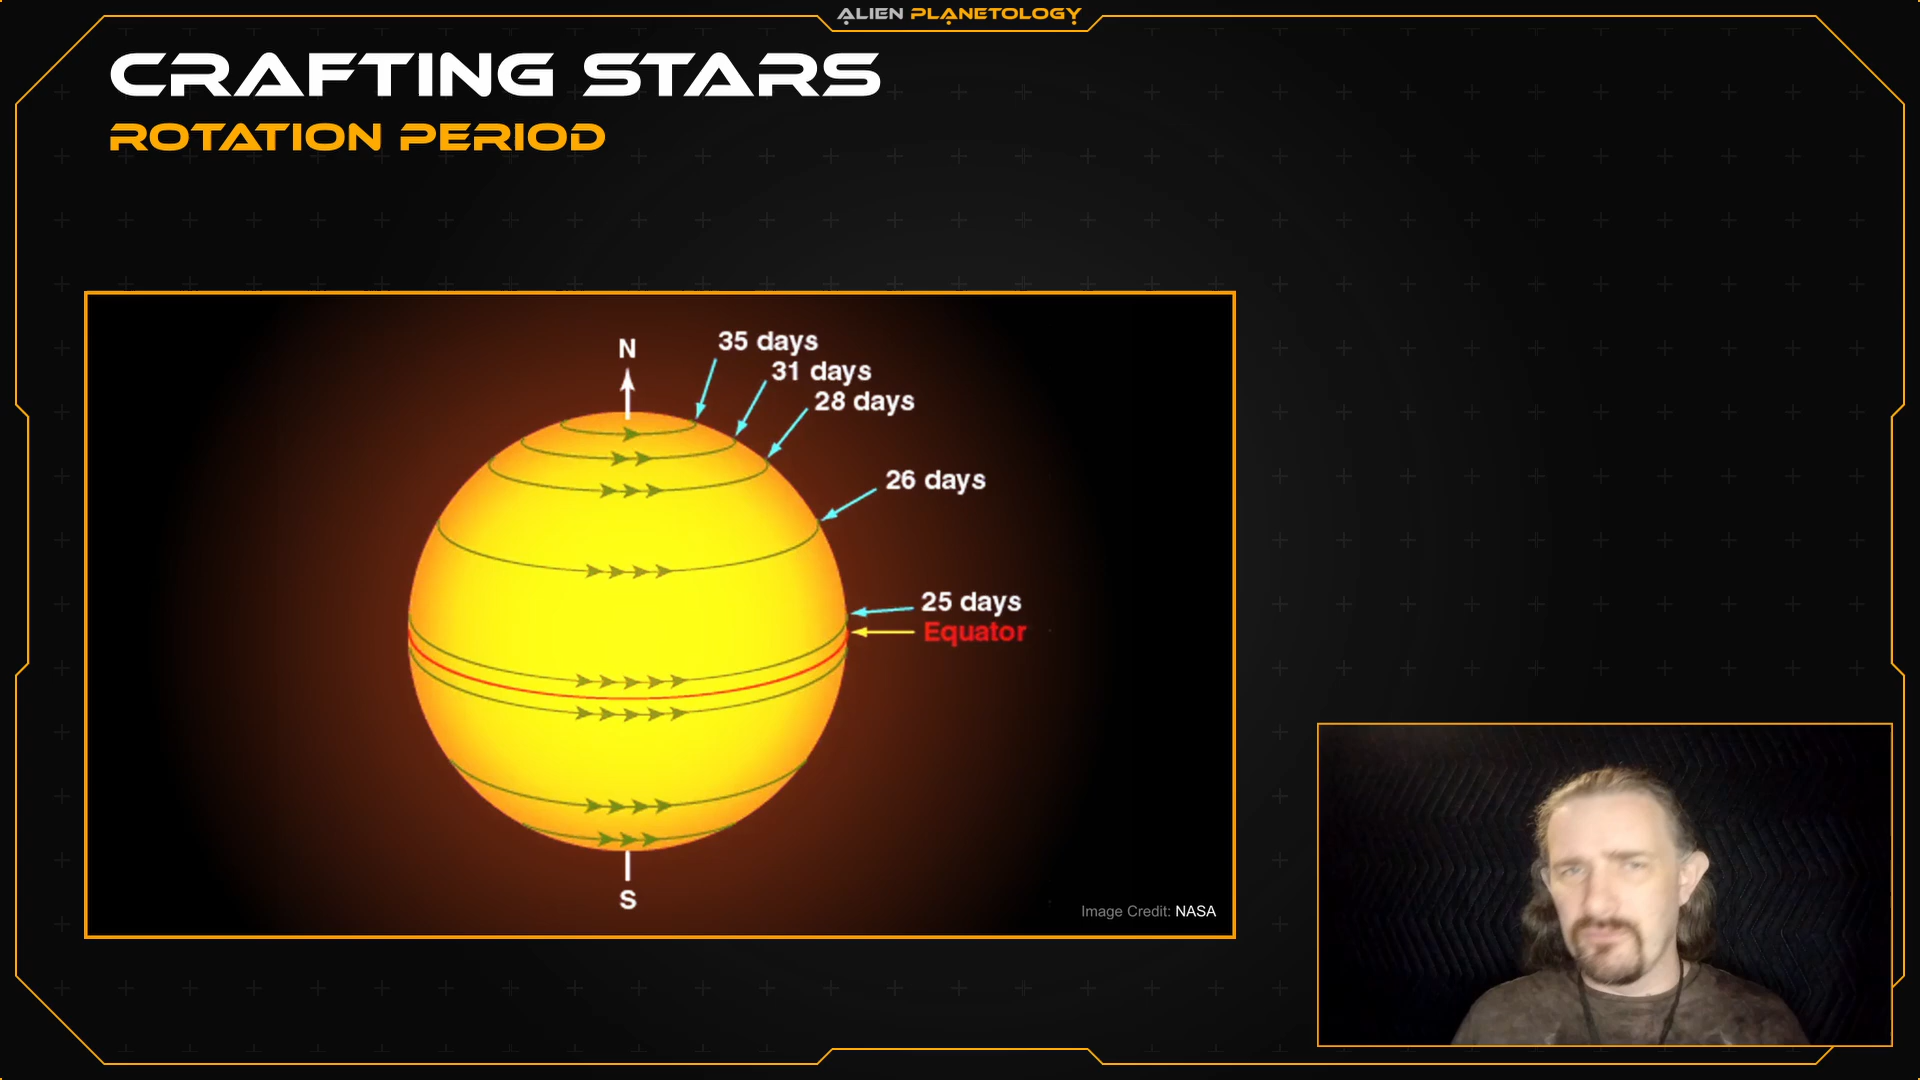 ALIEN PLANETOLOGY
CRAFTING STARS
ROTATION PERIOD
N
35 days
31 days
28 days
26 days
25 days
Equator
S
Image Credit: NASA